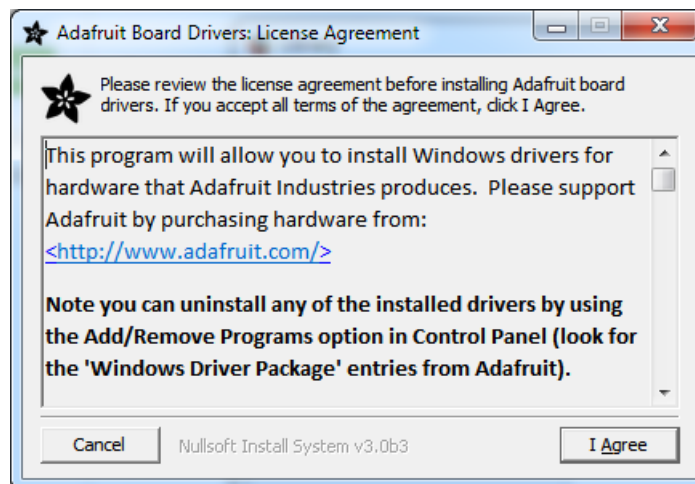 Adafruit Board Drivers: License Agreement
Please review the license agreement before installing Adafruit board
drivers. If you accept all terms of the agreement, click I Agree.
This program will allow you to install Windows drivers for
hardware that Adafruit Industries produces.  Please support
Adafruit by purchasing hardware from:
<http://www.adafruit.com/>
Note you can uninstall any of the installed drivers by using
the Add/Remove Programs option in Control Panel (look for
the 'Windows Driver Package' entries from Adafruit).
Cancel
Nullsoft Install System v3.0b3
I Agree